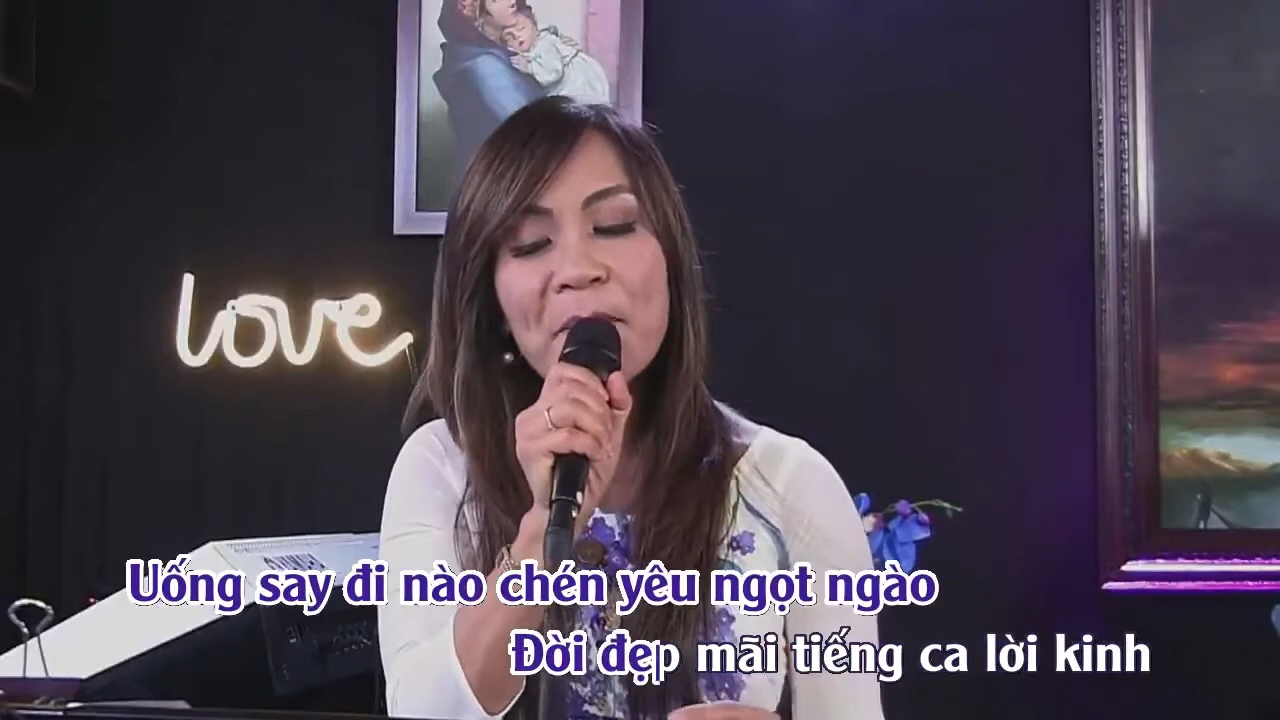 love
Uống say đi nào chén yêu ngọt ngào
Đời đẹp mãi tiếng ca lời kinh